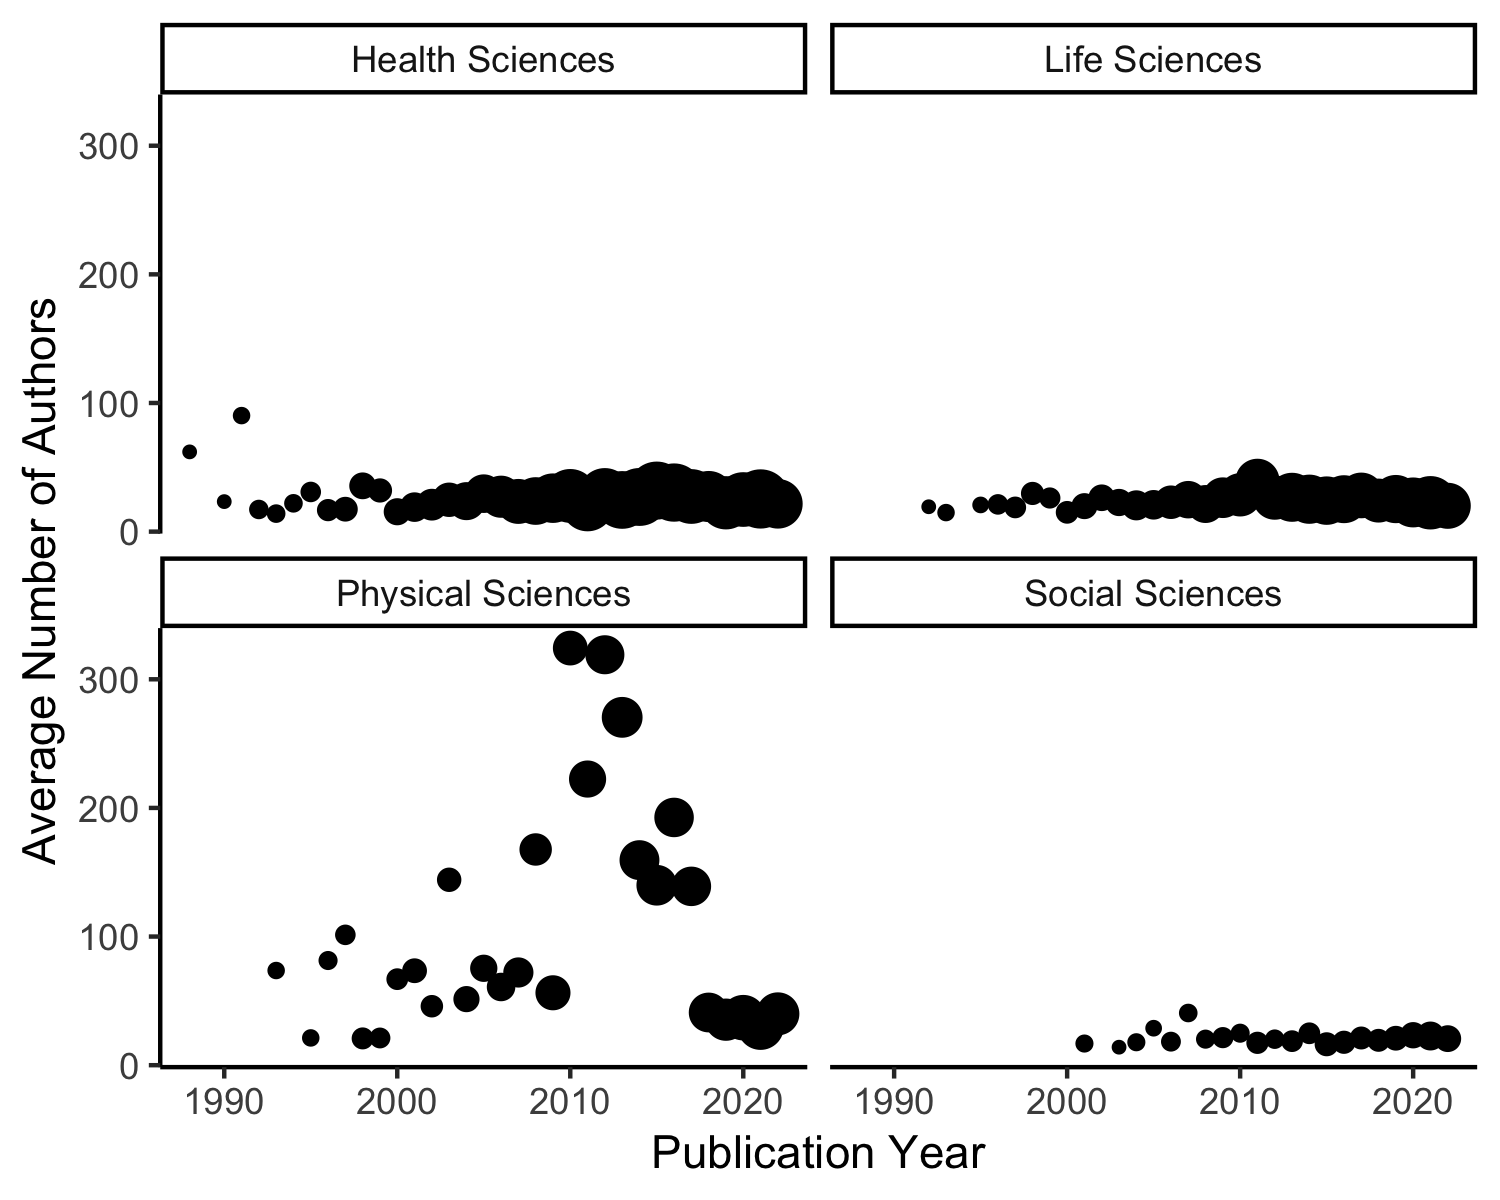 Health Sciences
Life Sciences
300
200
100
0
Physical Sciences
Social Sciences
300
200
100
0
1990 2000 2010 2020
1990 2000 2010 2020
Publication Year
Average Number of Authors